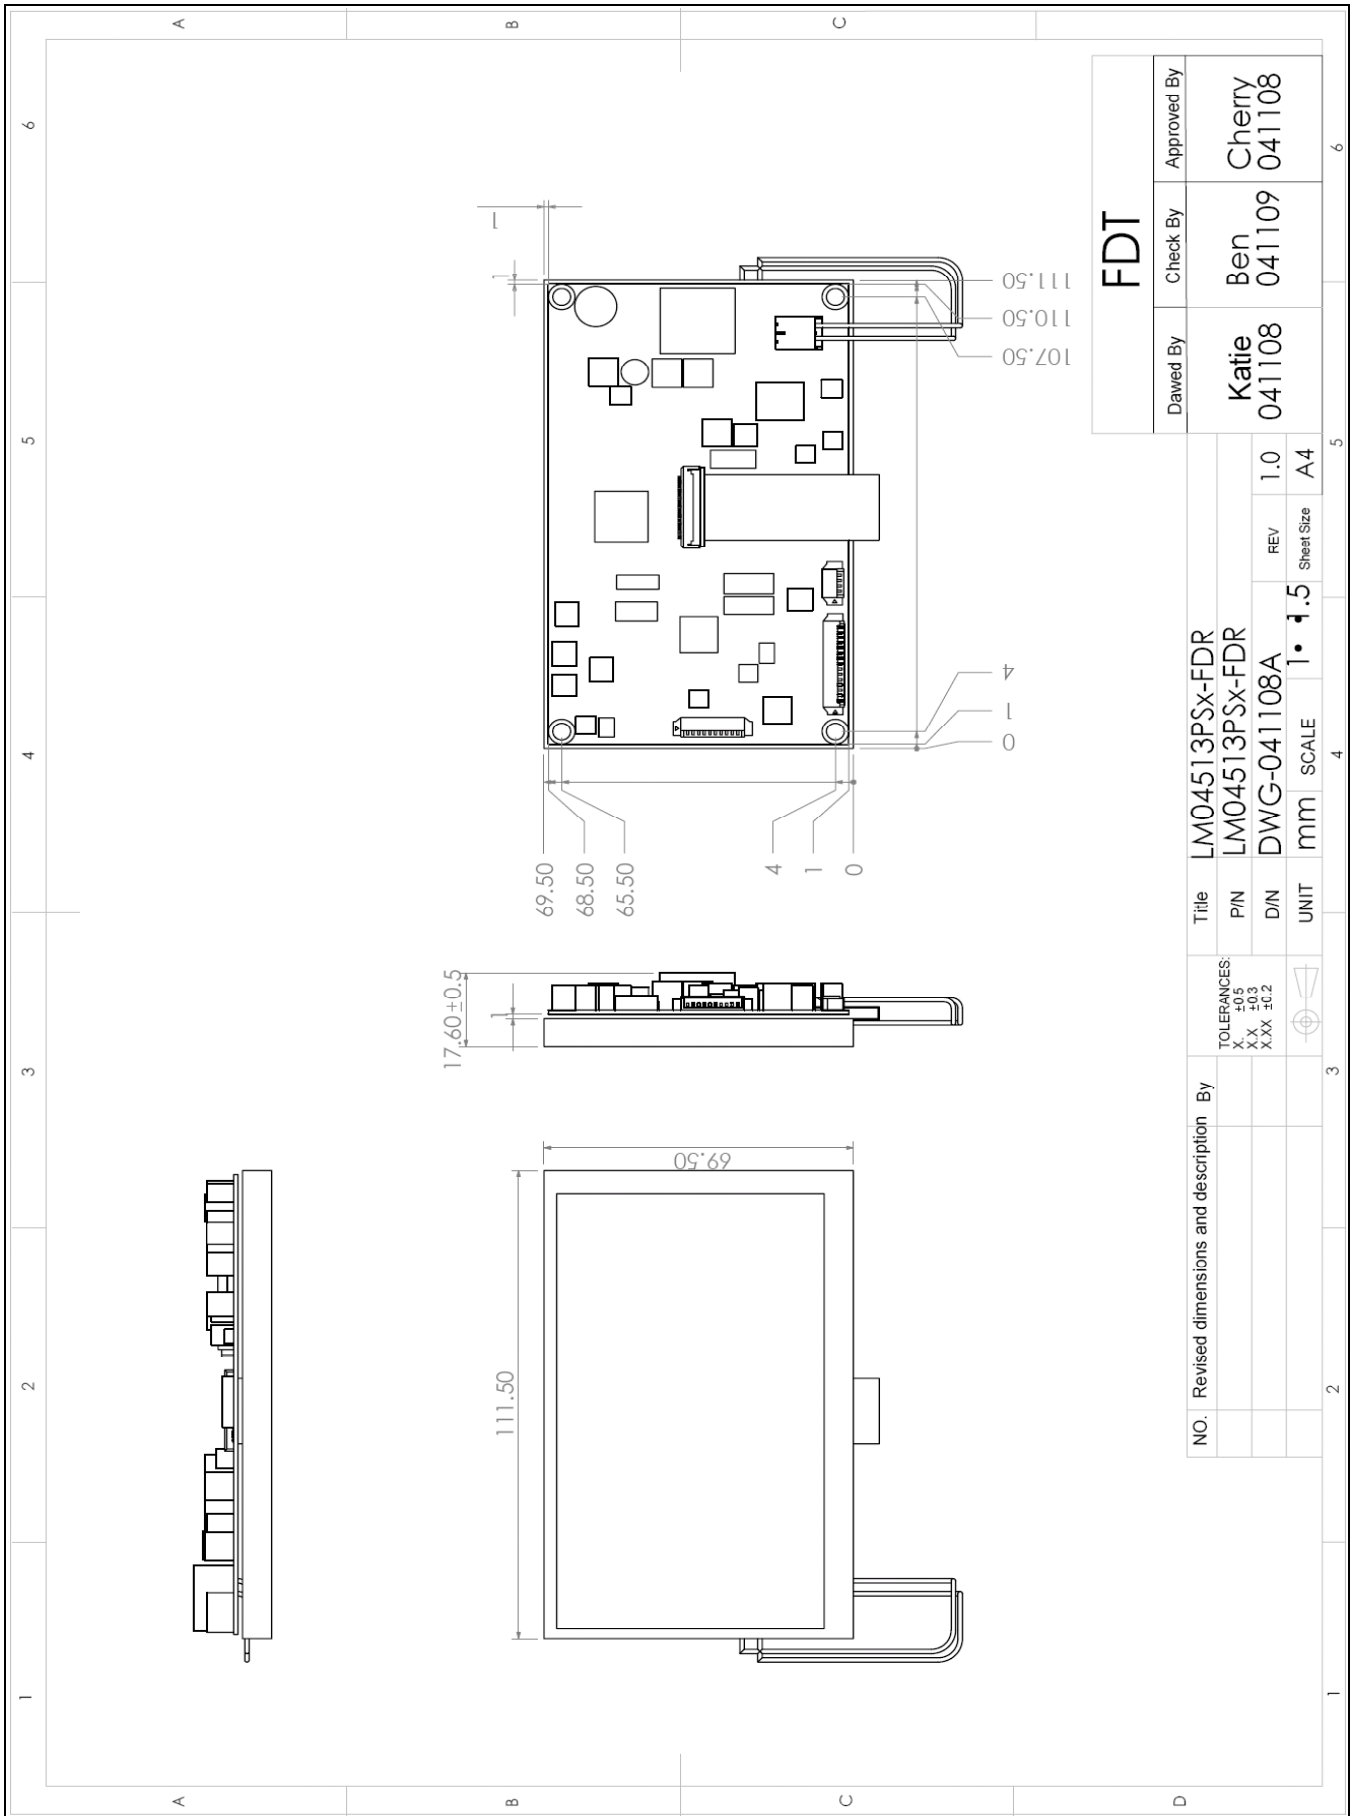 A
B
C
6
6
5
5
4
4
3
3
2
2
1
1
A
B
C
D
1
1
111.50
110.50
107.50
4
1
0
69.50
68.50
65.50
4
1
0
17.60±0.5
1
69.50
111.50
FDT
Dawed By Check By Approved By
Katie Ben Cherry
041108 041109 041108
NO. Revised dimensions and description By
TOLERANCES:
X. ±0.5
X.X ±0.3
X.XX ±0.2
Title LM04513PSx-FDR
P/N LM04513PSx-FDR
D/N DWG-041108A REV 1.0
UNIT mm SCALE 1• •1.5 Sheet Size A4